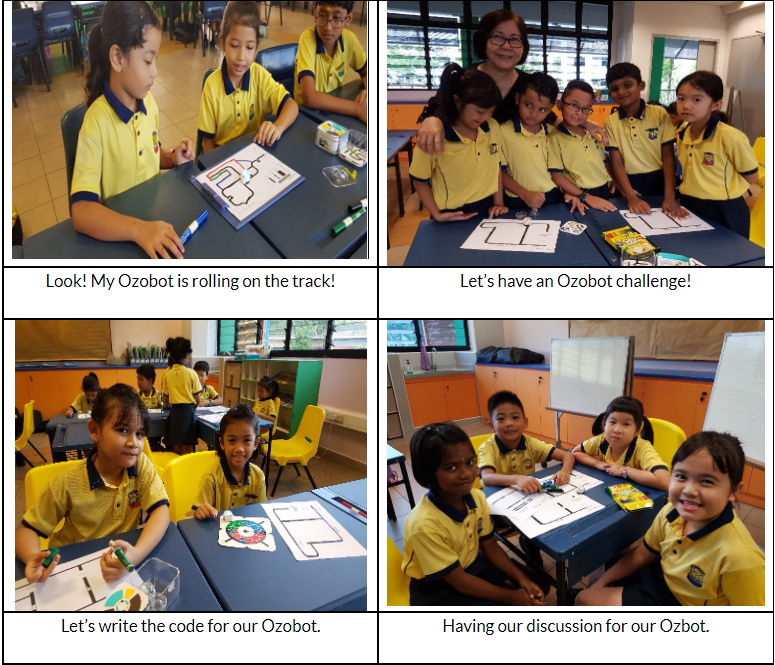 Look! My Ozobot is rolling on the track!
Let's have an Ozobot challenge!
Let's write the code for our Ozobot.
Having our discussion for our Ozbot.